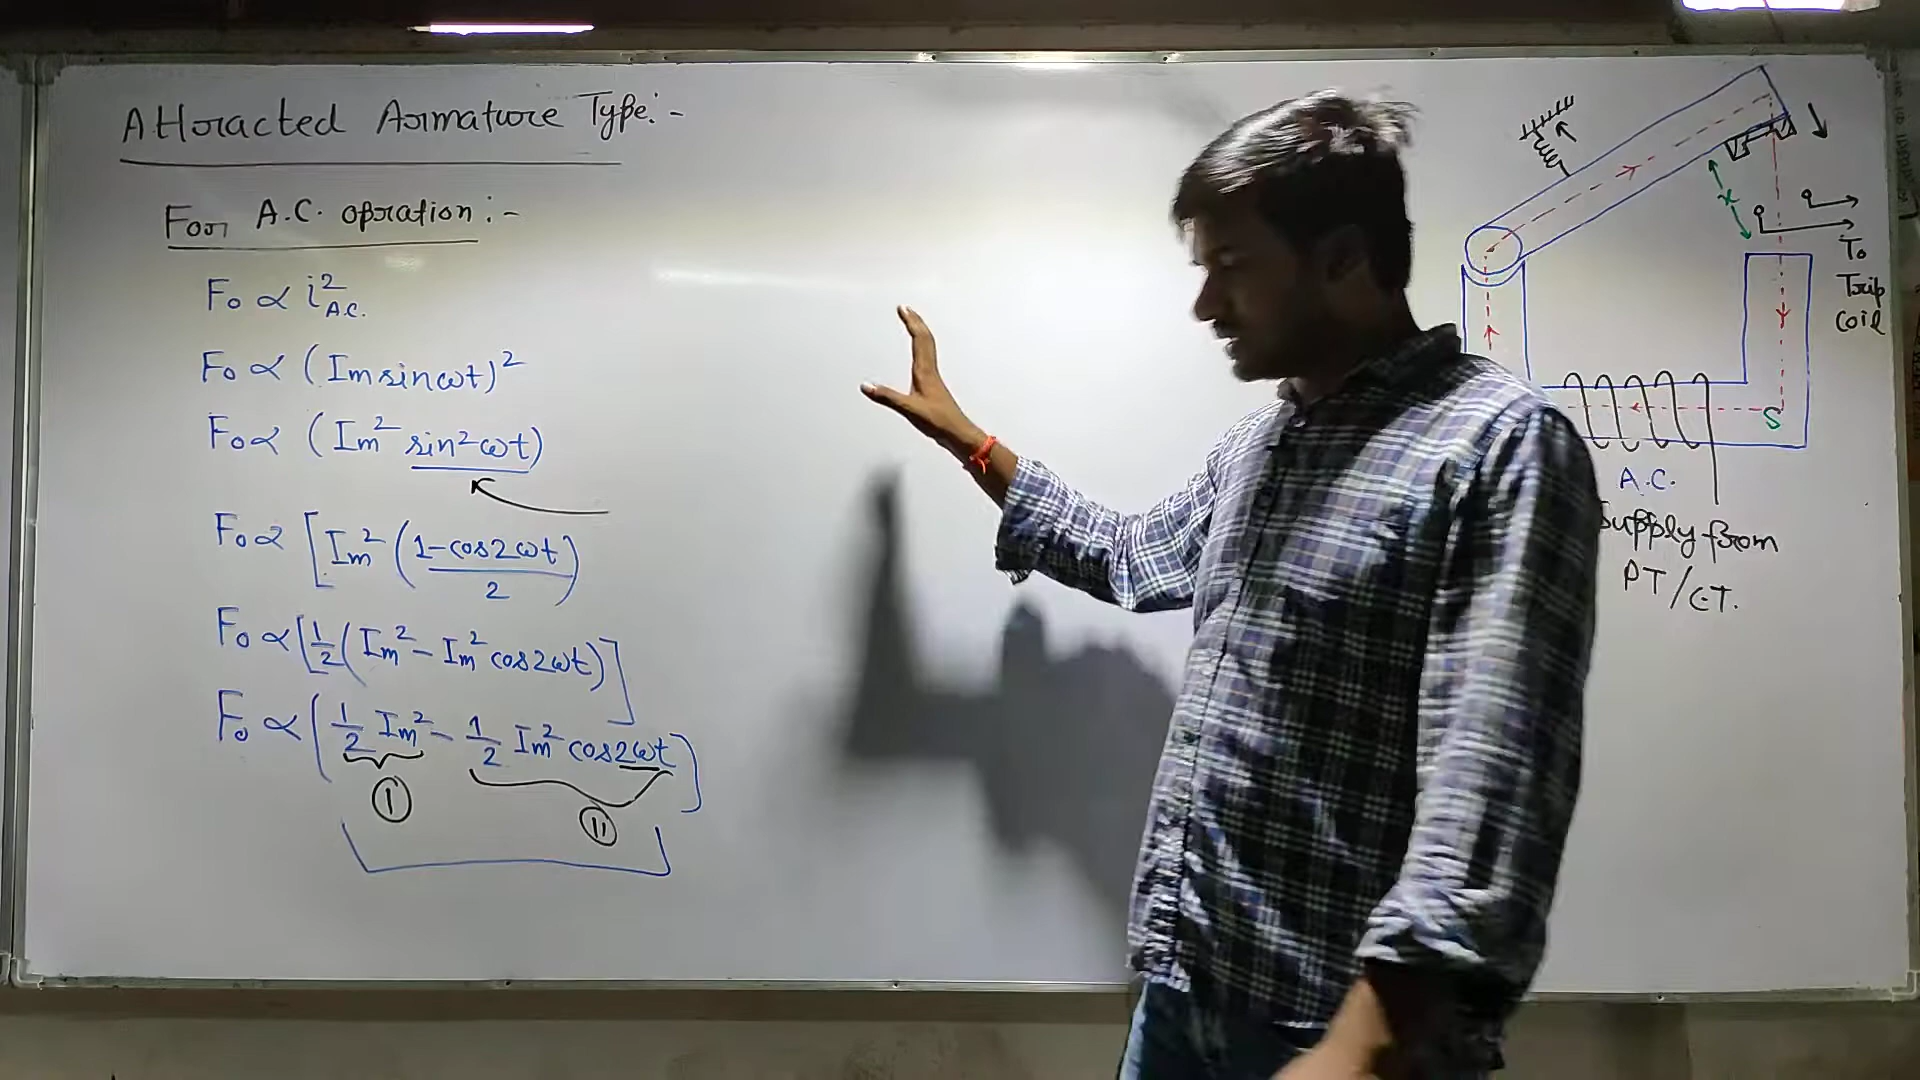 Attracted Armature Type:-
For A.C. opration:-
Fo ∝ i²A.C.
Fo ∝ (Im sinωt)²
Fo ∝ (Im² sin²ωt)
Fo ∝ [Im² (1-cos2ωt)/2
Fo ∝ [1/2 (Im² - Im² cos2ωt)]
Fo ∝ (1/2 Im² - 1/2 Im² cos2ωt)
I
II
x
To
Trip
coil
S
A.C.
Supply from
PT/CT.